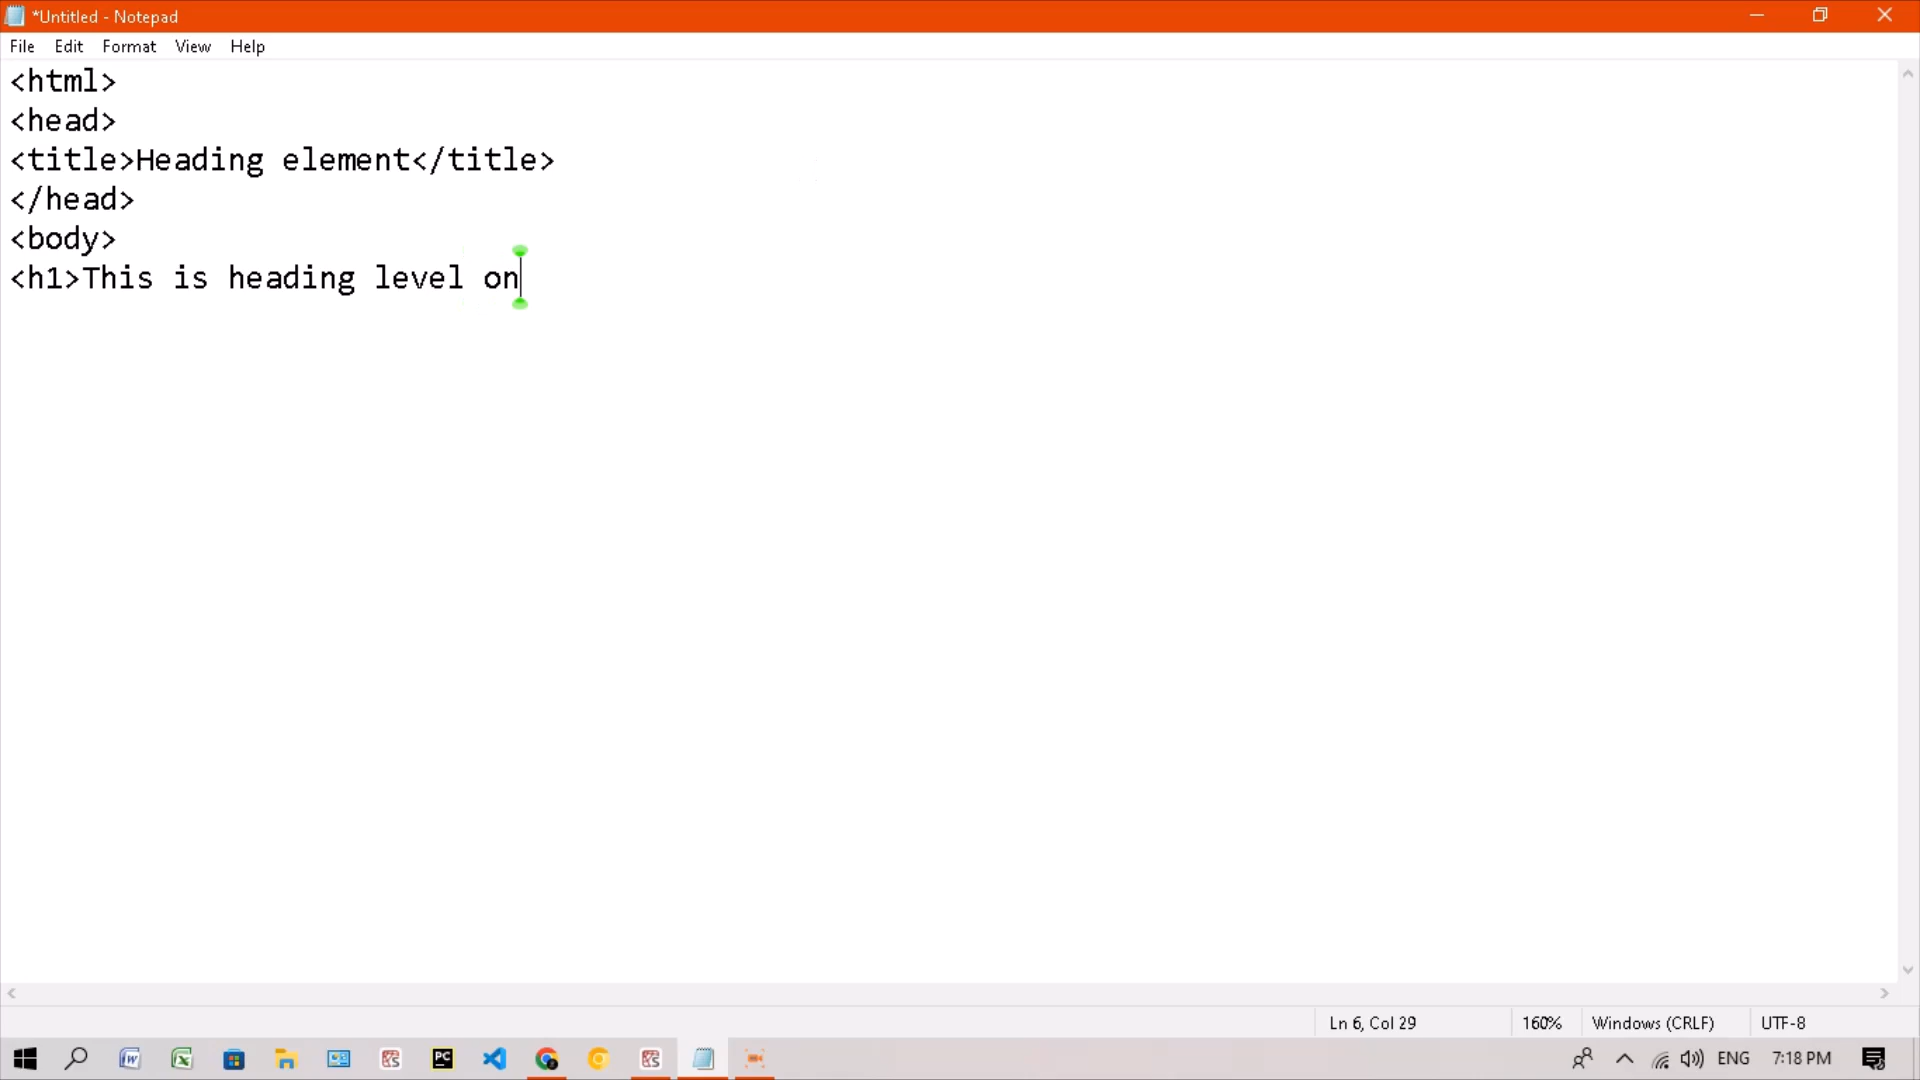 *Untitled - Notepad
File Edit Format View Help
<html>
<head>
<title>Heading element</title>
</head>
<body>
<h1>This is heading level on
Ln 6, Col 29 160% Windows (CRLF) UTF-8
PC ENG 7:18 PM